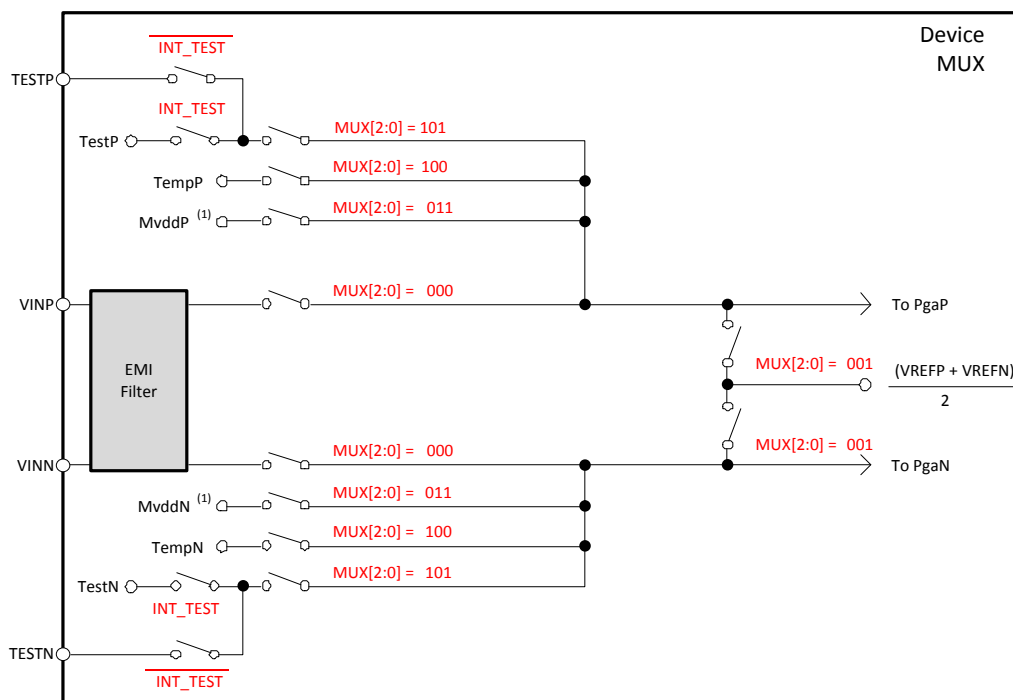 Device
MUX
INT_TEST
TESTP
INT_TEST
TestP
MUX[2:0] = 101
TempP
MUX[2:0] = 100
MvddP (1)
MUX[2:0] = 011
VINP
MUX[2:0] = 000
To PgaP
EMI
Filter
MUX[2:0] = 001
(VREFP + VREFN)
2
VINN
MUX[2:0] = 000
MUX[2:0] = 001
To PgaN
MvddN (1)
MUX[2:0] = 011
TempN
MUX[2:0] = 100
TestN
MUX[2:0] = 101
INT_TEST
TESTN
INT_TEST